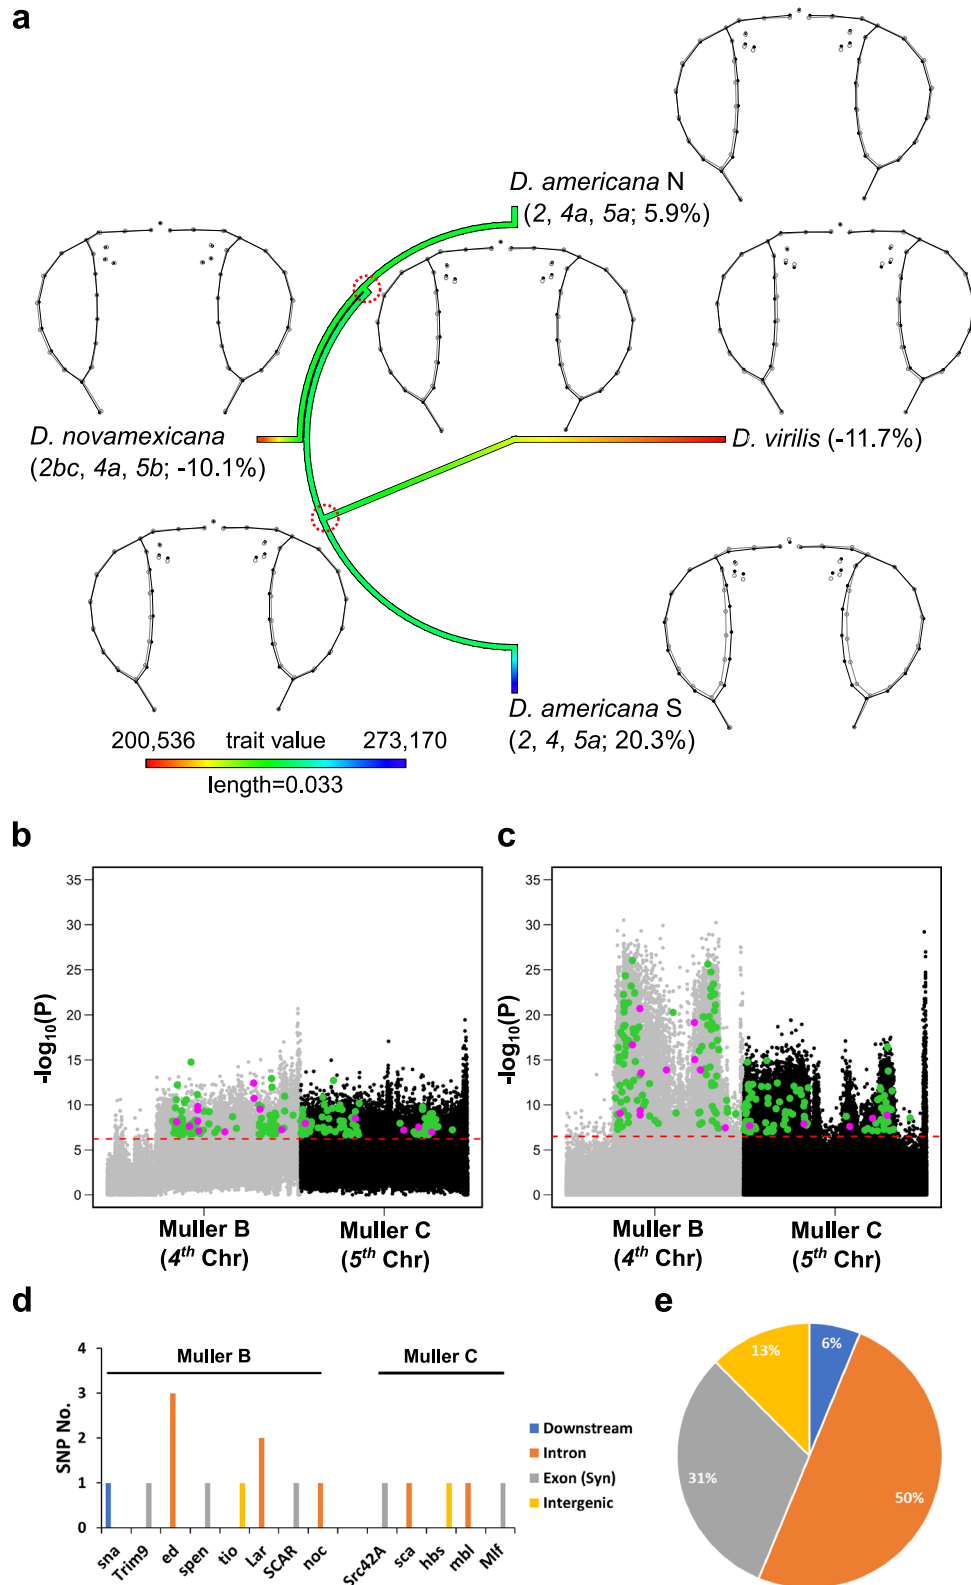 a
D. americana N
(2, 4a, 5a; 5.9%)
D. novamexicana
(2bc, 4a, 5b; -10.1%)
D. virilis (-11.7%)
D. americana S
(2, 4, 5a; 20.3%)
200,536 trait value 273,170
length=0.033
b
-log10(P)
35
30
25
20
15
10
5
0
Muller B
(4th Chr)
Muller C
(5th Chr)
c
35
30
25
20
15
10
5
0
Muller B
(4th Chr)
Muller C
(5th Chr)
d
Muller B
Muller C
SNP No.
4
3
2
1
0
sna
Trim9
ed
spen
tio
Lar
SCAR
noc
Src42A
sca
hbs
mbl
Mlf
Downstream
Intron
Exon (Syn)
Intergenic
e
6%
50%
31%
13%